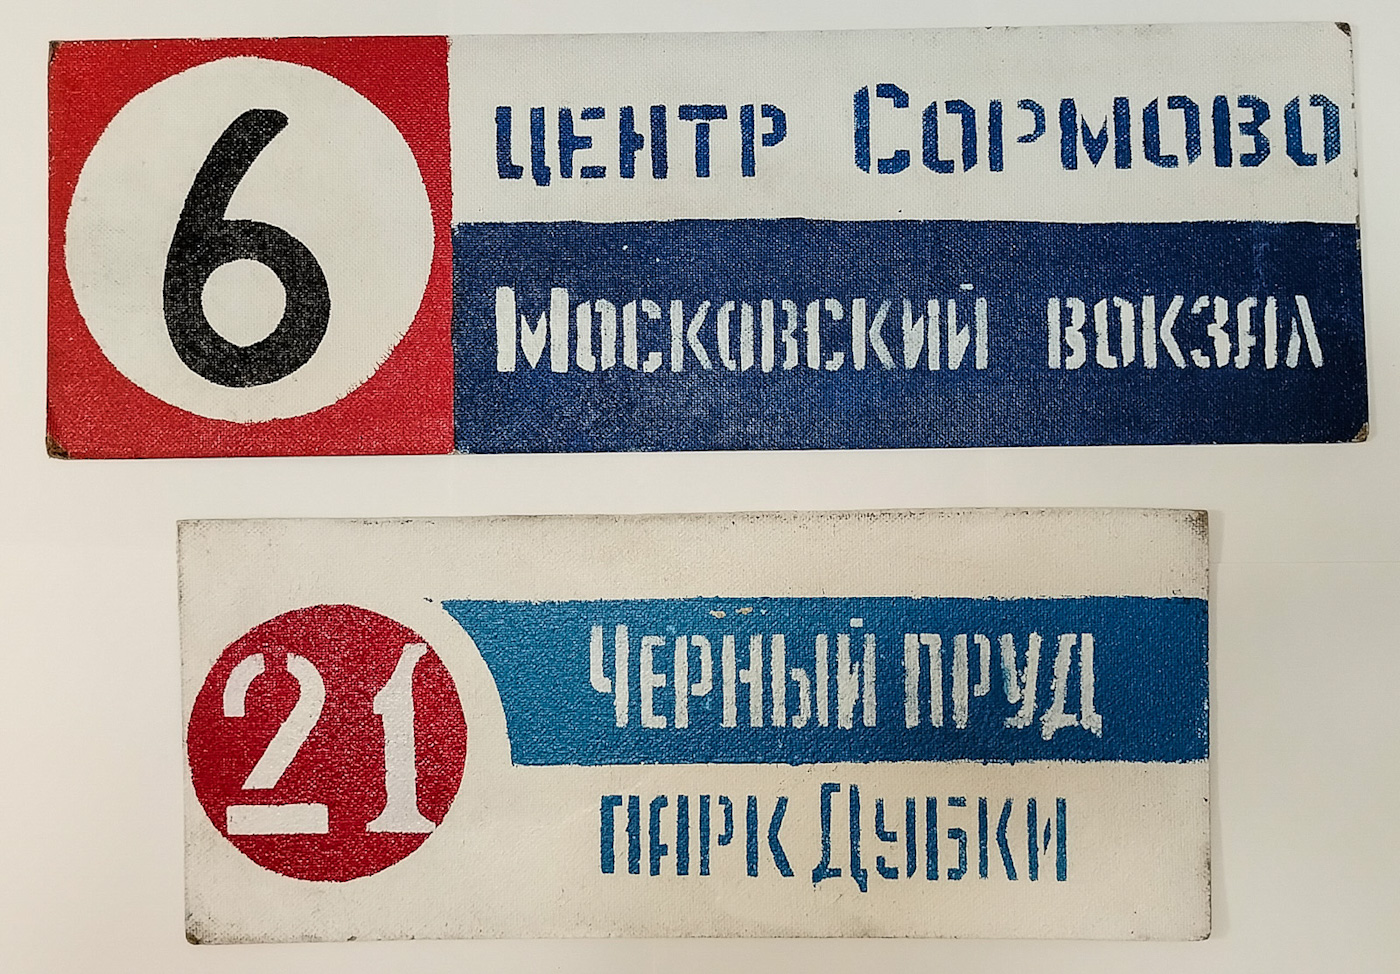 6
центр Сормово
Московский вокзал
21
Черный пруд
парк Дубки